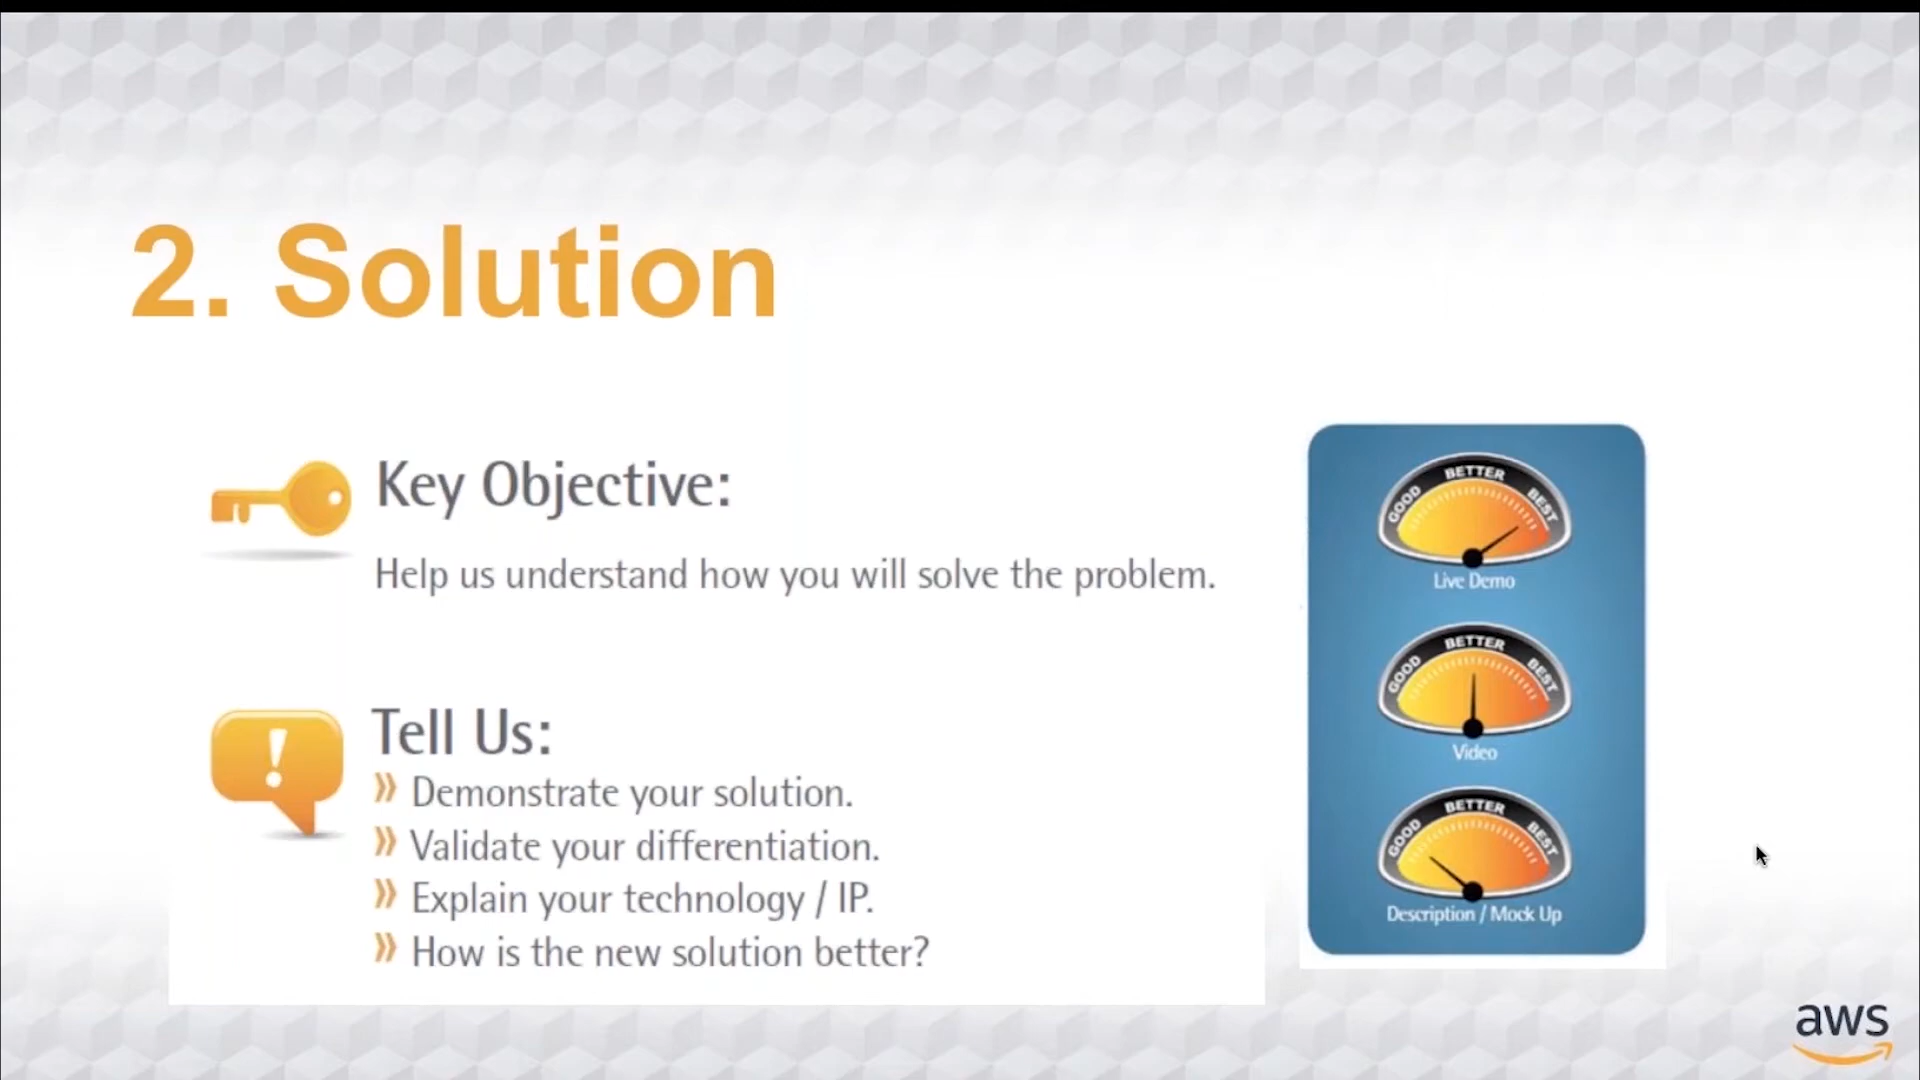 2. Solution
Key Objective:
Help us understand how you will solve the problem.
Tell Us:
» Demonstrate your solution.
» Validate your differentiation.
» Explain your technology / IP.
» How is the new solution better?
GOOD BETTER BEST
Live Demo
GOOD BETTER BEST
Video
GOOD BETTER BEST
Description / Mock Up
aws